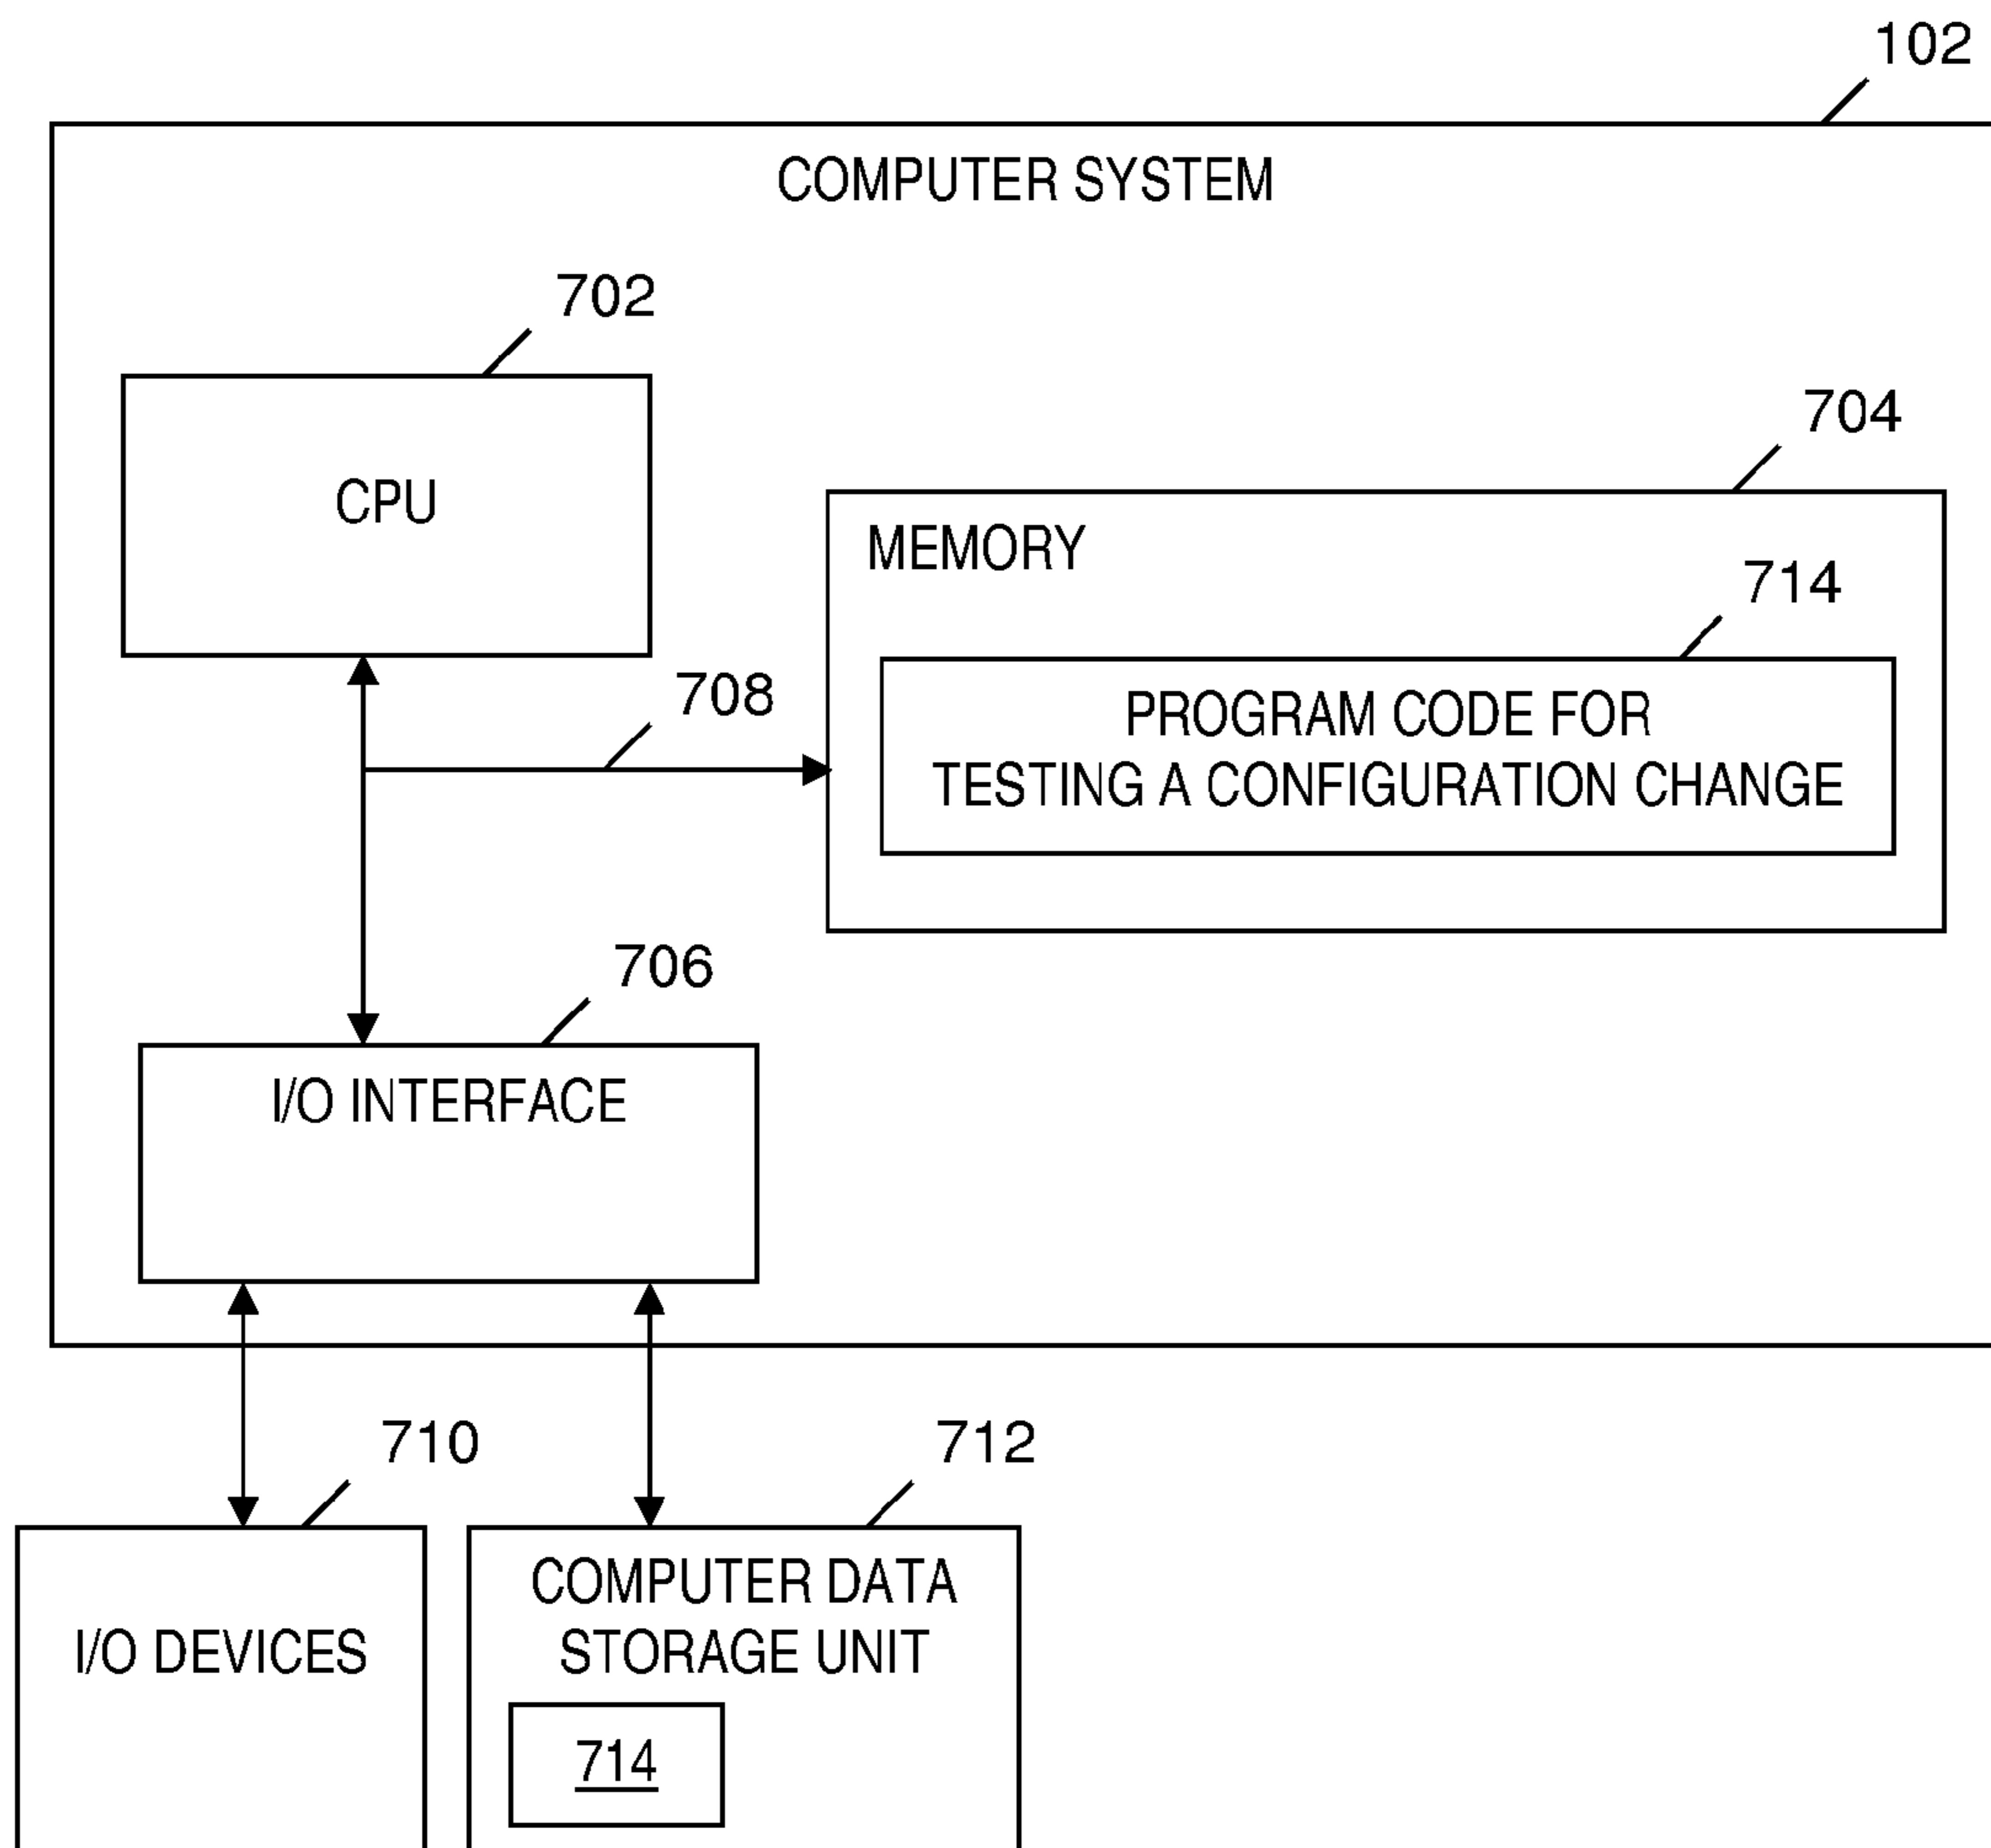 102
COMPUTER SYSTEM
702
CPU
704
MEMORY
714
PROGRAM CODE FOR
TESTING A CONFIGURATION CHANGE
708
706
I/O INTERFACE
710
I/O DEVICES
712
COMPUTER DATA
STORAGE UNIT
714